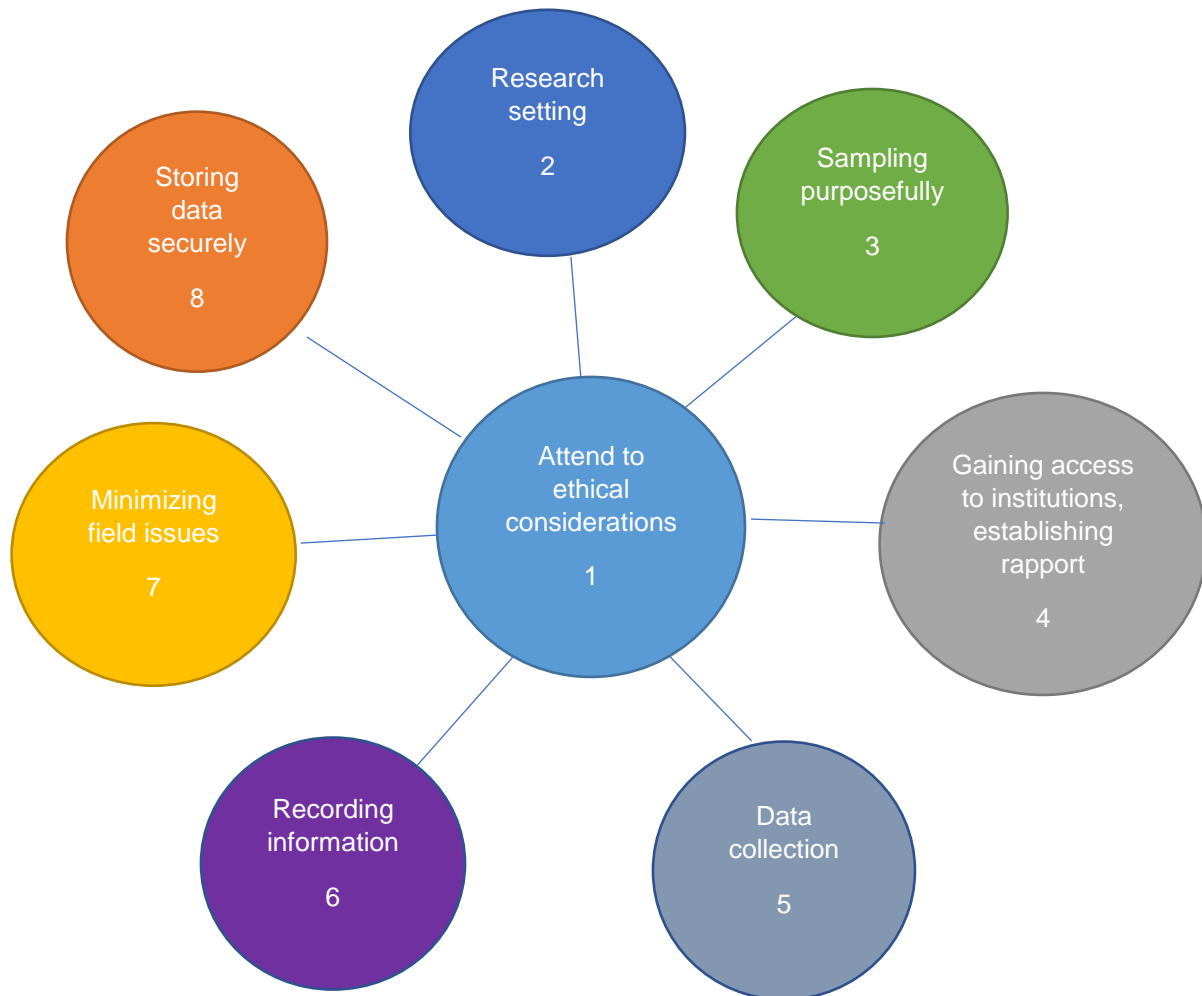 Research
setting
2
Sampling
purposefully
3
Gaining access
to institutions,
establishing
rapport
4
Data
collection
5
Recording
information
6
Minimizing
field issues
7
Storing
data
securely
8
Attend to
ethical
considerations
1